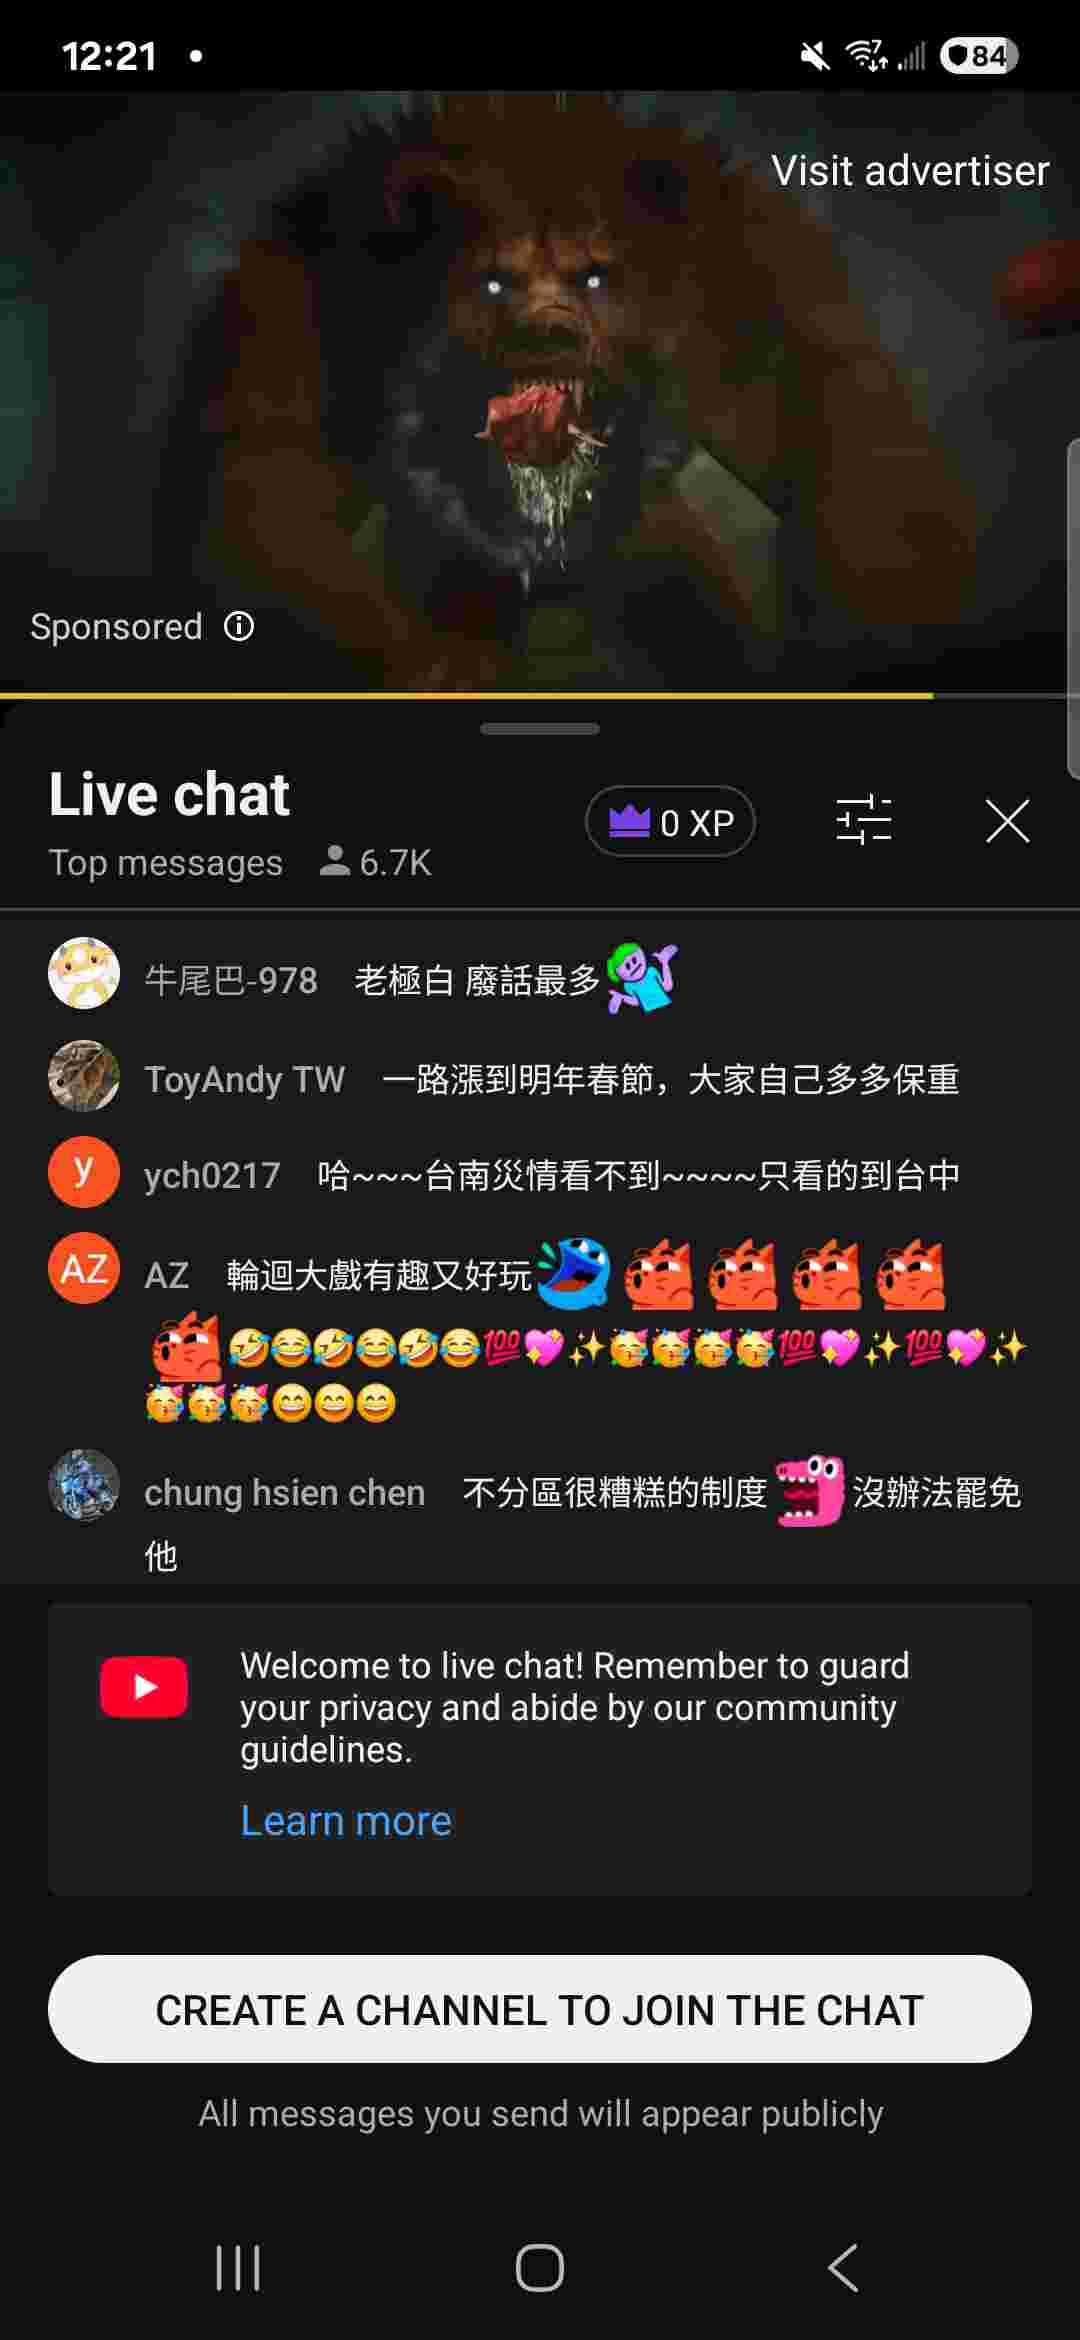 12:21
7
84
Visit advertiser
Sponsored
Live chat
0 XP
Top messages 6.7K
牛尾巴-978 老極白 廢話最多
ToyAndy TW 一路漲到明年春節，大家自己多多保重
y
ych0217 哈~~~台南災情看不到~~~~只看的到台中
AZ
AZ 輪迴大戲有趣又好玩
🤣😂🤣😂🤣😂💯💖✨🥳🥳🥳🥳💯💖✨💯💖✨
🥳🥳🥳😄😄😄
chung hsien chen 不分區很糟糕的制度 沒辦法罷免
他
Welcome to live chat! Remember to guard
your privacy and abide by our community
guidelines.
Learn more
CREATE A CHANNEL TO JOIN THE CHAT
All messages you send will appear publicly